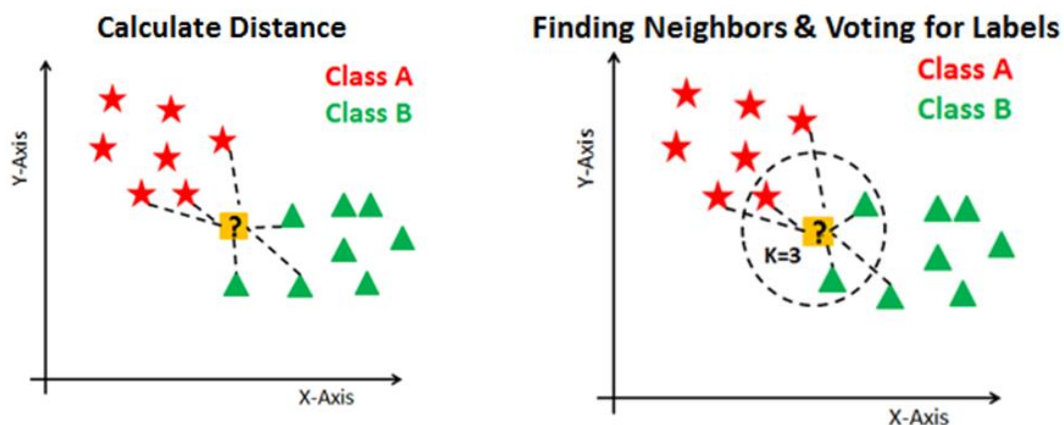 Calculate Distance
Class A
Class B
Y-Axis
?
X-Axis
Finding Neighbors & Voting for Labels
Class A
Class B
Y-Axis
?
K=3
X-Axis